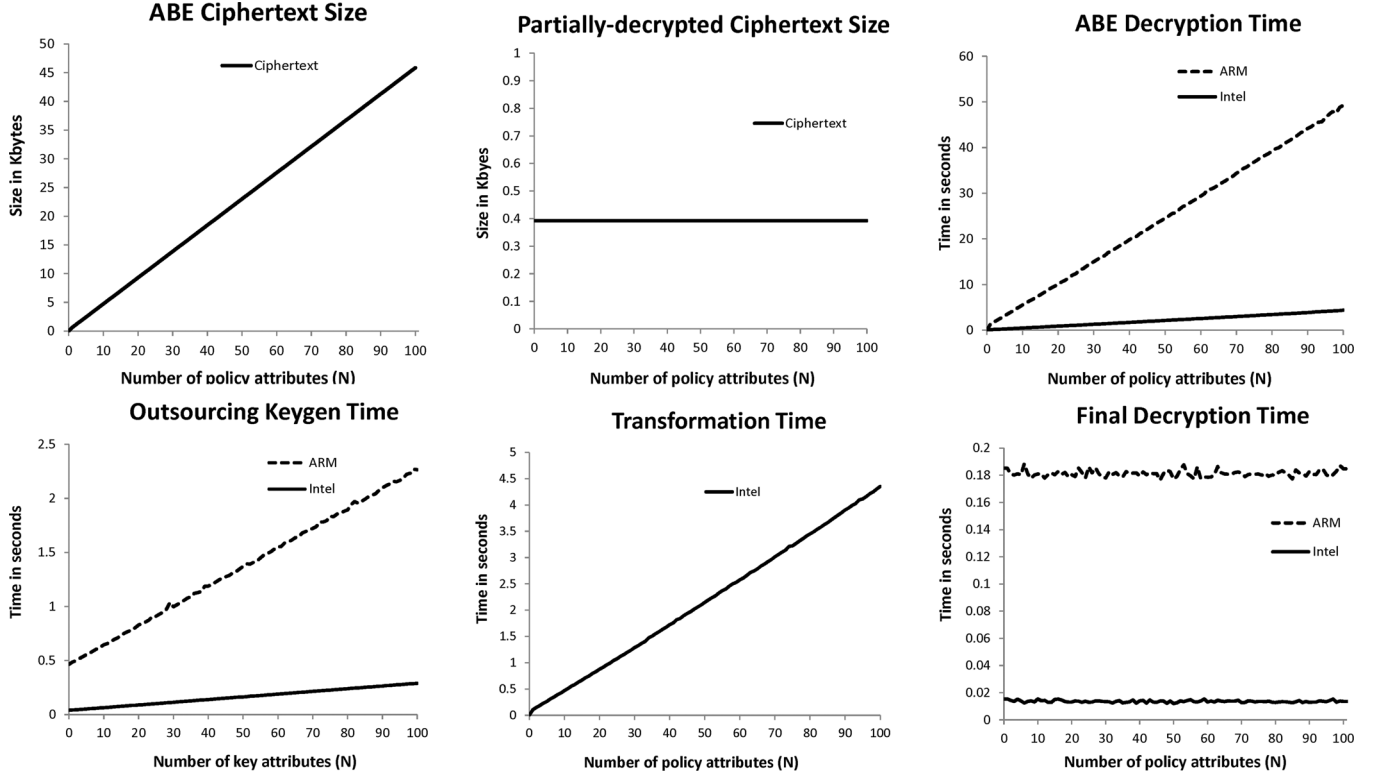 ABE Ciphertext Size
50
45
40
35
30
25
20
15
10
5
0
Size in Kbytes
Ciphertext
0 10 20 30 40 50 60 70 80 90 100
Number of policy attributes (N)
Partially-decrypted Ciphertext Size
1
0.9
0.8
0.7
0.6
0.5
0.4
0.3
0.2
0.1
0
Size in Kbyes
Ciphertext
0 10 20 30 40 50 60 70 80 90 100
Number of policy attributes (N)
ABE Decryption Time
60
50
40
30
20
10
0
Time in seconds
ARM
Intel
0 10 20 30 40 50 60 70 80 90 100
Number of policy attributes (N)
Outsourcing Keygen Time
2.5
2
1.5
1
0.5
0
Time in seconds
ARM
Intel
0 10 20 30 40 50 60 70 80 90 100
Number of key attributes (N)
Transformation Time
5
4.5
4
3.5
3
2.5
2
1.5
1
0.5
0
Time in seconds
Intel
0 10 20 30 40 50 60 70 80 90 100
Number of policy attributes (N)
Final Decryption Time
0.2
0.18
0.16
0.14
0.12
0.1
0.08
0.06
0.04
0.02
0
Time in seconds
ARM
Intel
0 10 20 30 40 50 60 70 80 90 100
Number of policy attributes (N)